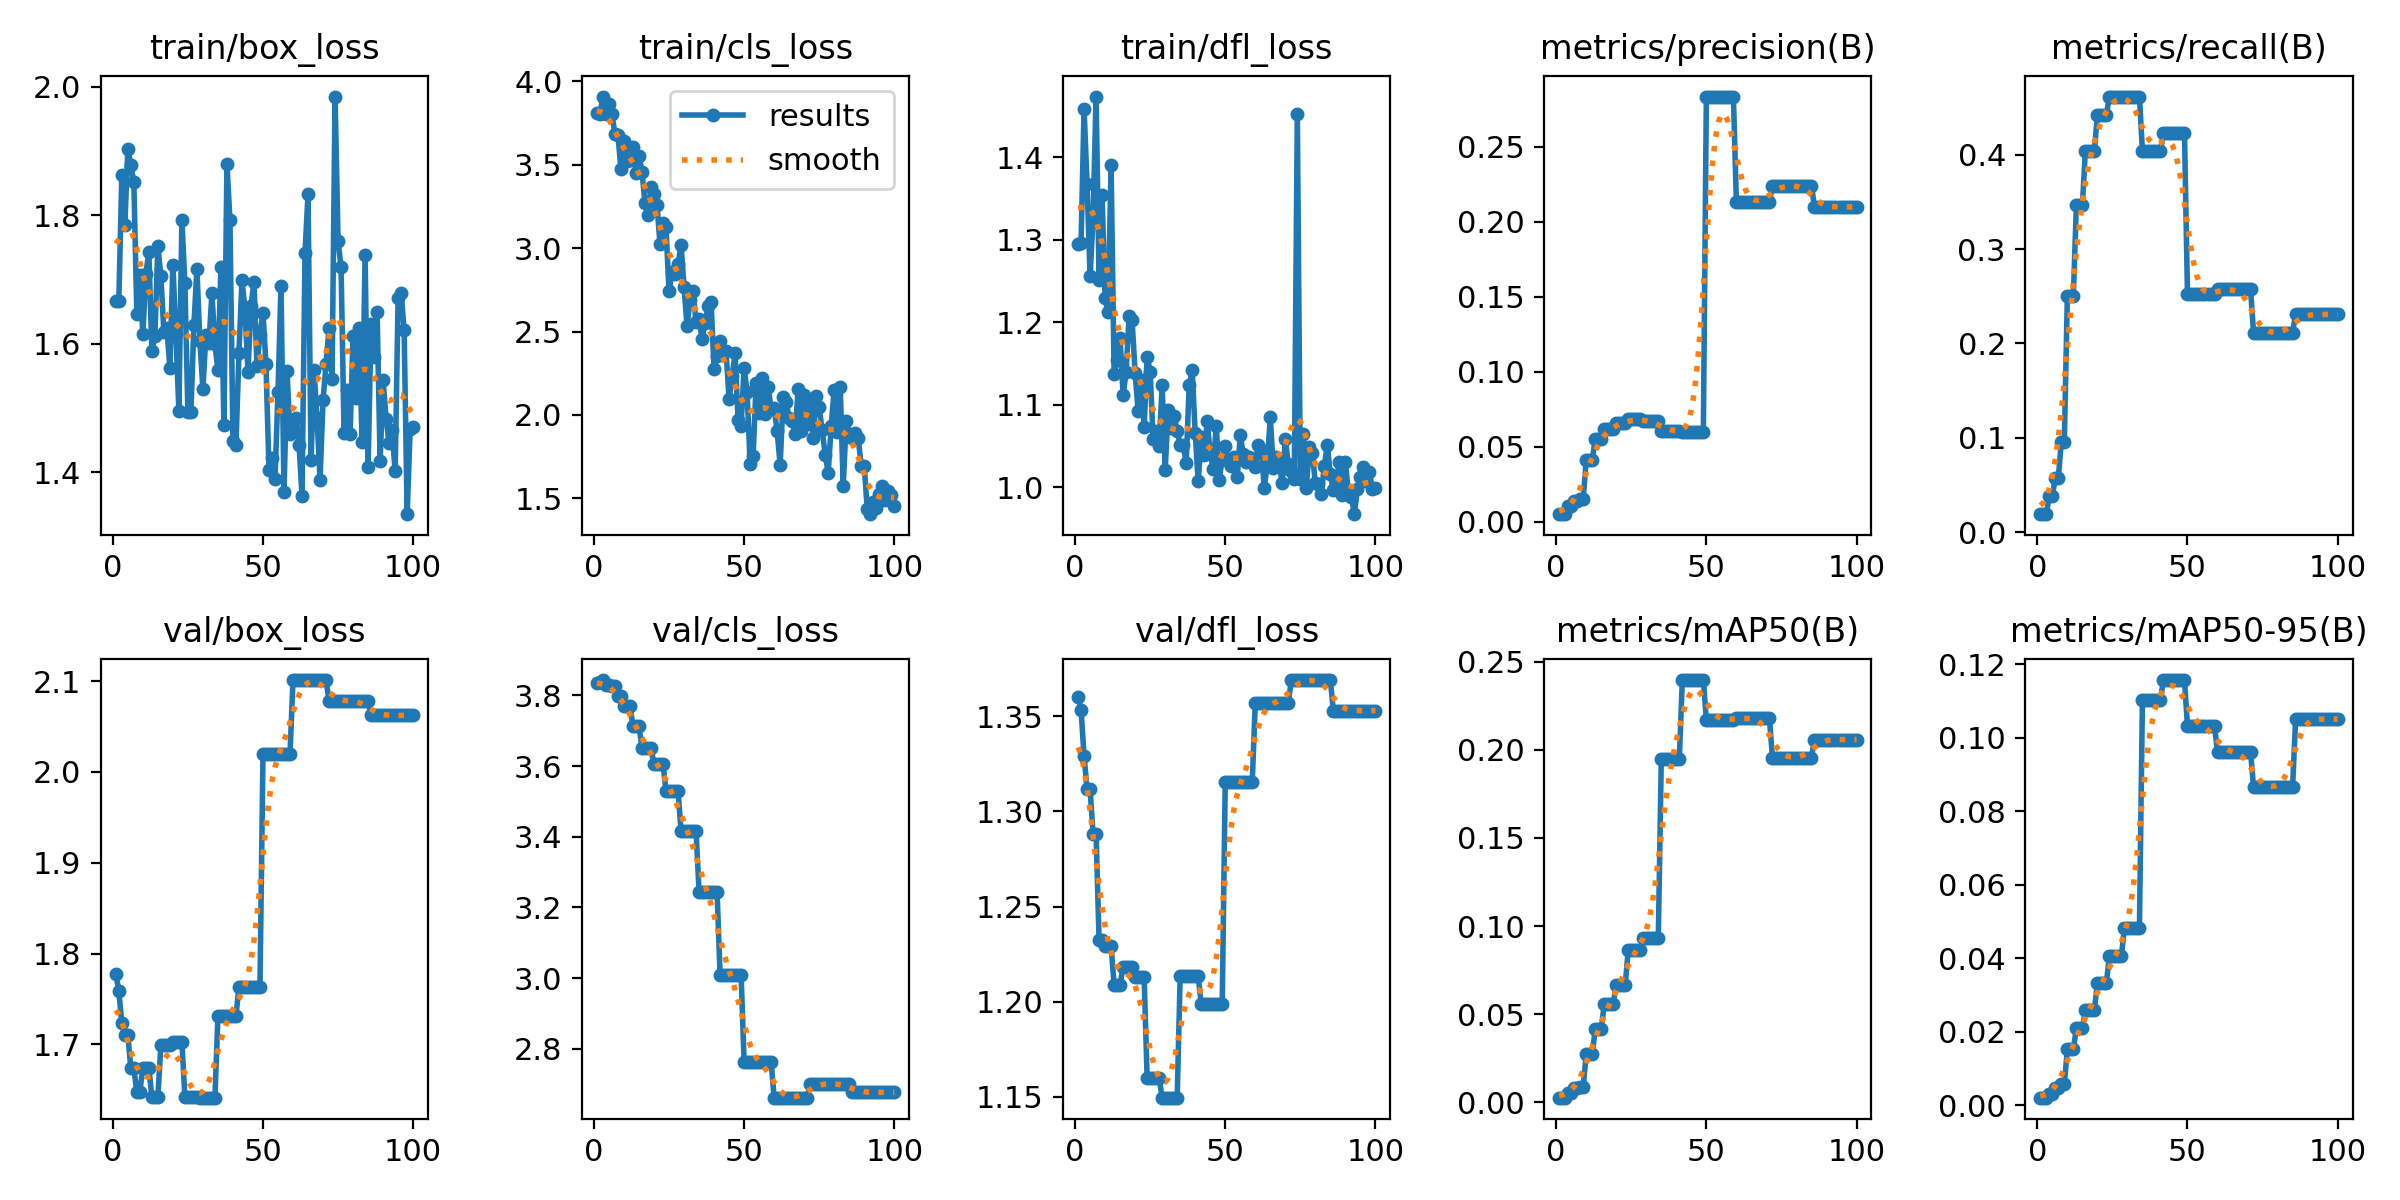 train/box_loss
2.0
1.8
1.6
1.4
0 50 100
train/cls_loss
results
smooth
4.0
3.5
3.0
2.5
2.0
1.5
0 50 100
train/dfl_loss
1.4
1.3
1.2
1.1
1.0
0 50 100
metrics/precision(B)
0.25
0.20
0.15
0.10
0.05
0.00
0 50 100
metrics/recall(B)
0.4
0.3
0.2
0.1
0.0
0 50 100
val/box_loss
2.1
2.0
1.9
1.8
1.7
0 50 100
val/cls_loss
3.8
3.6
3.4
3.2
3.0
2.8
0 50 100
val/dfl_loss
1.35
1.30
1.25
1.20
1.15
0 50 100
metrics/mAP50(B)
0.25
0.20
0.15
0.10
0.05
0.00
0 50 100
metrics/mAP50-95(B)
0.12
0.10
0.08
0.06
0.04
0.02
0.00
0 50 100